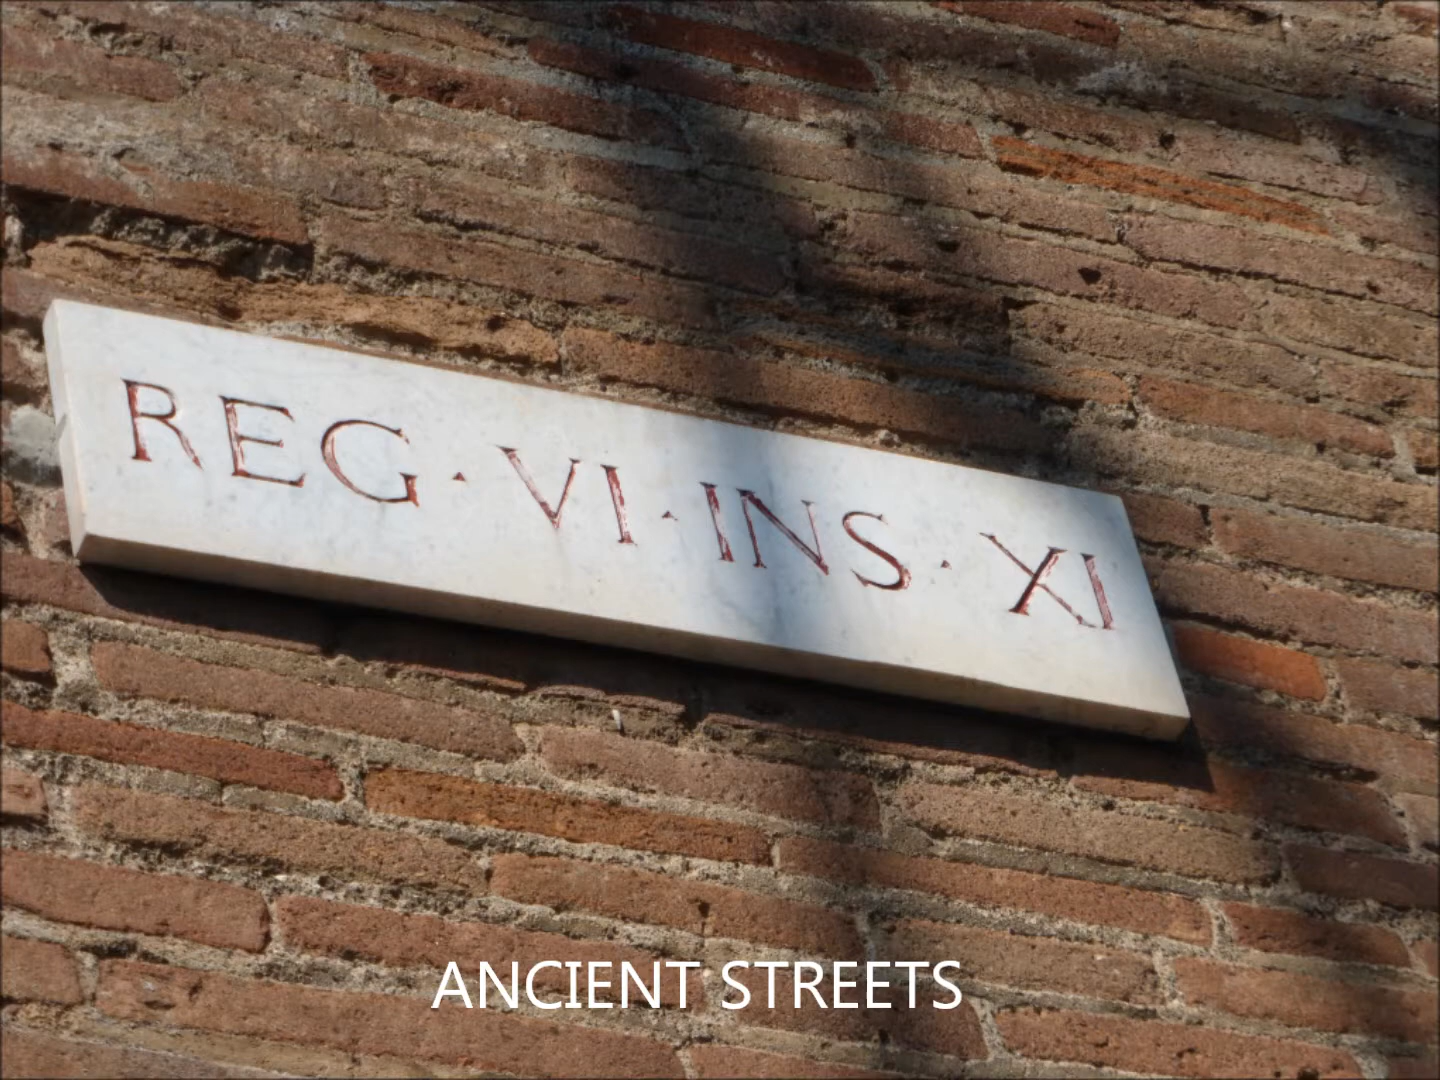 REG · VI · INS · XI
ANCIENT STREETS